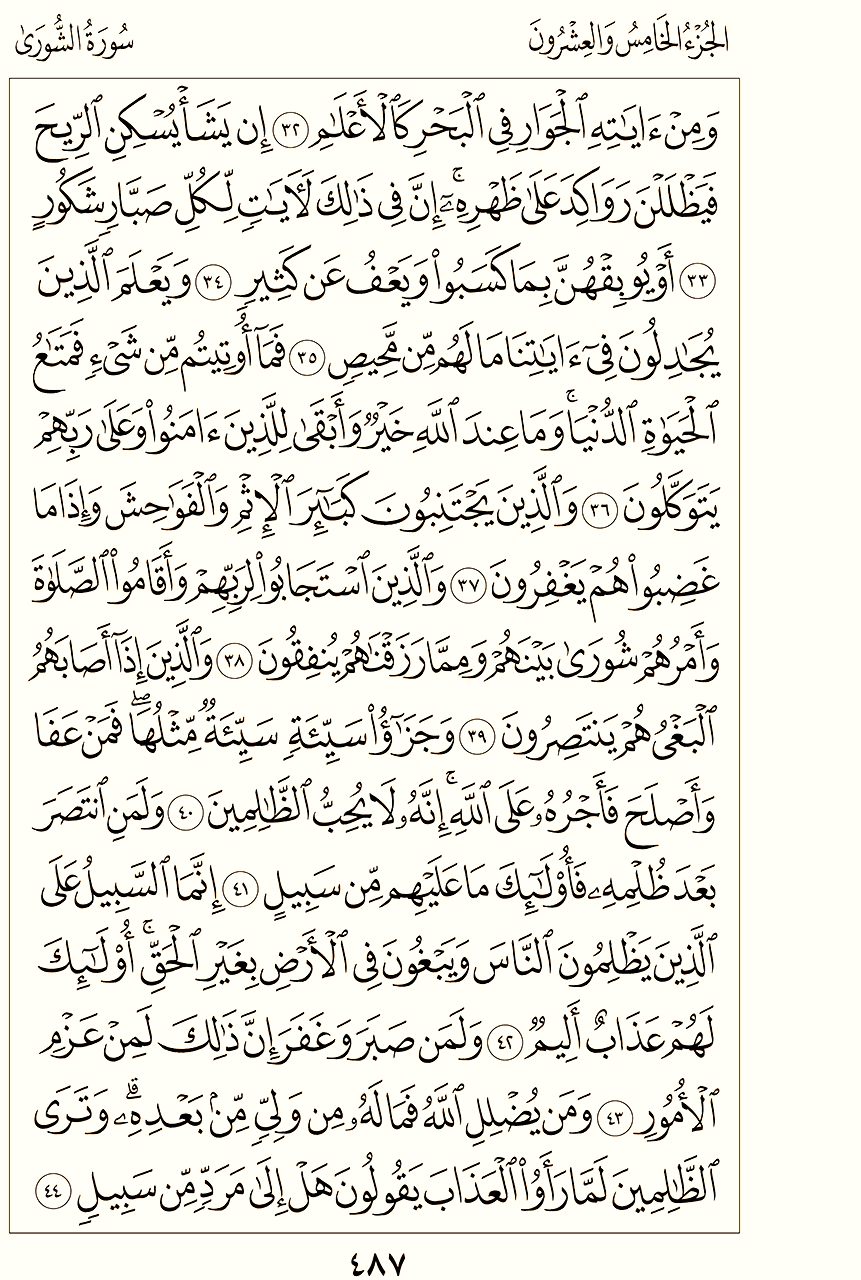 الجُزْءُ الخَامِسُ وَالعِشْرُونَ
سُورَةُ الشُّورَىٰ
وَمِنْ ءَايَٰتِهِ ٱلْجَوَارِ فِى ٱلْبَحْرِ كَٱلْأَعْلَٰمِ ٣٢ إِن يَشَأْ يُسْكِنِ ٱلرِّيحَ
فَيَظْلَلْنَ رَوَاكِدَ عَلَىٰ ظَهْرِهِۦٓ ۚ إِنَّ فِى ذَٰلِكَ لَـَٔايَٰتٍ لِّكُلِّ صَبَّارٍ شَكُورٍ
٣٣ أَوْ يُوبِقْهُنَّ بِمَا كَسَبُوا۟ وَيَعْفُ عَن كَثِيرٍ ٣٤ وَيَعْلَمَ ٱلَّذِينَ
يُجَٰدِلُونَ فِىٓ ءَايَٰتِنَا مَا لَهُم مِّن مَّحِيصٍ ٣٥ فَمَآ أُوتِيتُم مِّن شَىْءٍ فَمَتَٰعُ
ٱلْحَيَوٰةِ ٱلدُّنْيَا ۚ وَمَا عِندَ ٱللَّهِ خَيْرٌ وَأَبْقَىٰ لِلَّذِينَ ءَامَنُوا۟ وَعَلَىٰ رَبِّهِمْ
يَتَوَكَّلُونَ ٣٦ وَٱلَّذِينَ يَجْتَنِبُونَ كَبَٰٓئِرَ ٱلْإِثْمِ وَٱلْفَوَٰحِشَ وَإِذَا مَا
غَضِبُوا۟ هُمْ يَغْفِرُونَ ٣٧ وَٱلَّذِينَ ٱسْتَجَابُوا۟ لِرَبِّهِمْ وَأَقَامُوا۟ ٱلصَّلَوٰةَ
وَأَمْرُهُمْ شُورَىٰ بَيْنَهُمْ وَمِمَّا رَزَقْنَٰهُمْ يُنفِقُونَ ٣٨ وَٱلَّذِينَ إِذَآ أَصَابَهُمُ
ٱلْبَغْىُ هُمْ يَنتَصِرُونَ ٣٩ وَجَزَٰٓؤُا۟ سَيِّئَةٍ سَيِّئَةٌ مِّثْلُهَا ۖ فَمَنْ عَفَا
وَأَصْلَحَ فَأَجْرُهُۥ عَلَى ٱللَّهِ ۚ إِنَّهُۥ لَا يُحِبُّ ٱلظَّٰلِمِينَ ٤٠ وَلَمَنِ ٱنتَصَرَ
بَعْدَ ظُلْمِهِۦ فَأُو۟لَٰٓئِكَ مَا عَلَيْهِم مِّن سَبِيلٍ ٤١ إِنَّمَا ٱلسَّبِيلُ عَلَى
ٱلَّذِينَ يَظْلِمُونَ ٱلنَّاسَ وَيَبْغُونَ فِى ٱلْأَرْضِ بِغَيْرِ ٱلْحَقِّ ۚ أُو۟لَٰٓئِكَ
لَهُمْ عَذَابٌ أَلِيمٌ ٤٢ وَلَمَن صَبَرَ وَغَفَرَ إِنَّ ذَٰلِكَ لَمِنْ عَزْمِ
ٱلْأُمُورِ ٤٣ وَمَن يُضْلِلِ ٱللَّهُ فَمَا لَهُۥ مِن وَلِىٍّ مِّنۢ بَعْدِهِۦ ۗ وَتَرَى
ٱلظَّٰلِمِينَ لَمَّا رَأَوُا۟ ٱلْعَذَابَ يَقُولُونَ هَلْ إِلَىٰ مَرَدٍّ مِّن سَبِيلٍ ٤٤
٤٨٧